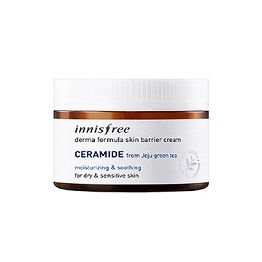 innisfree
derma formula skin barrier cream
CERAMIDE from Jeju green tea
moisturizing & soothing
for dry & sensitive skin